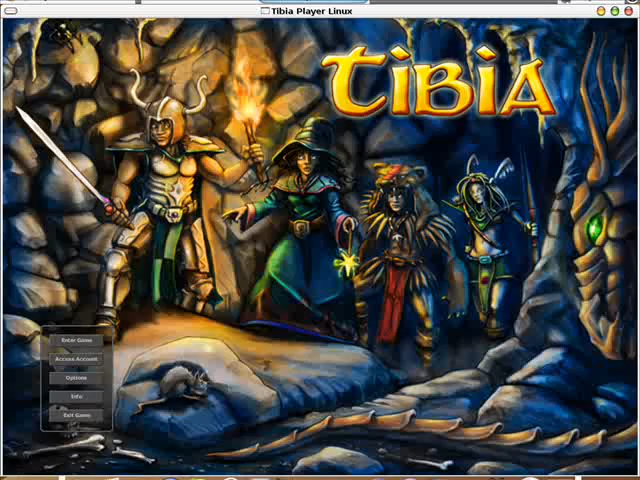 Tibia Player Linux
TiBiA
Enter Game
Access Account
Options
Info
Exit Game